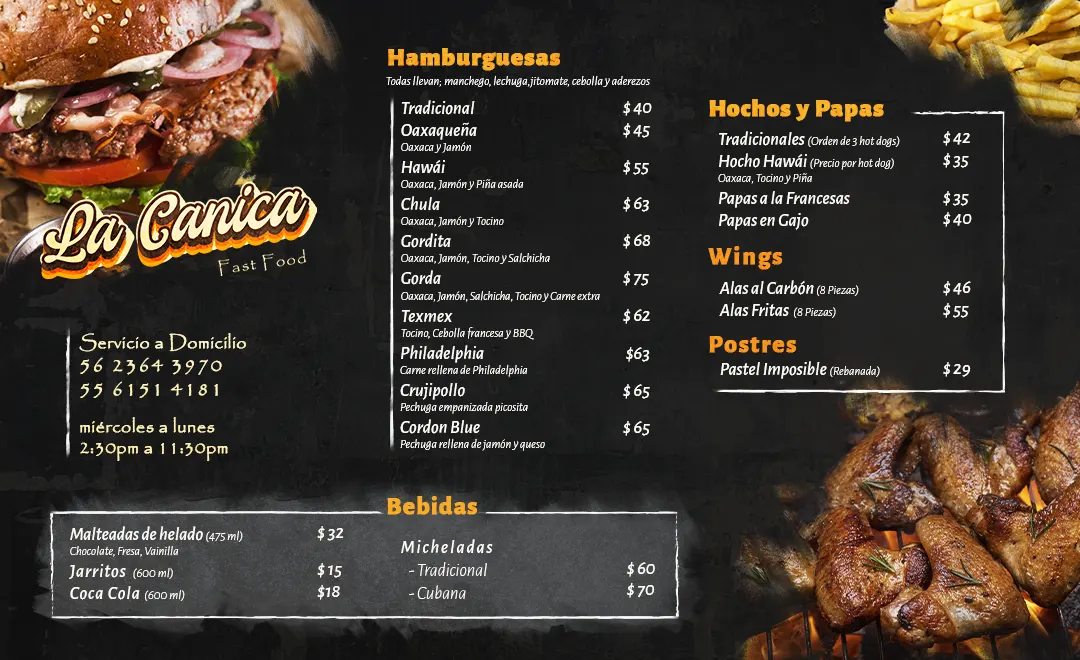 La Canica
Fast Food
Servicio a Domicilio
56 2364 3970
55 6151 4181
miércoles a lunes
2:30pm a 11:30pm
Hamburguesas
Todas llevan; manchego, lechuga,jitomate, cebolla y aderezos
Tradicional $40
Oaxaqueña $45
Oaxaca y Jamón
Hawái $55
Oaxaca, Jamón y Piña asada
Chula $63
Oaxaca, Jamón y Tocino
Gordita $68
Oaxaca, Jamón, Tocino y Salchicha
Gorda $75
Oaxaca, Jamón, Salchicha, Tocino y Carne extra
Texmex $62
Tocino, Cebolla francesa y BBQ
Philadelphia $63
Carne rellena de Philadelphia
Crujipollo $65
Pechuga empanizada picosita
Cordon Blue $65
Pechuga rellena de jamón y queso
Hochos y Papas
Tradicionales (Orden de 3 hot dogs) $42
Hocho Hawái (Precio por hot dog) $35
Oaxaca, Tocino y Piña
Papas a la Francesas $35
Papas en Gajo $40
Wings
Alas al Carbón (8 Piezas) $46
Alas Fritas (8 Piezas) $55
Postres
Pastel Imposible (Rebanada) $29
Bebidas
Malteadas de helado (475 ml) $32
Chocolate, Fresa, Vainilla
Jarritos (600 ml) $15
Coca Cola (600 ml) $18
Micheladas
- Tradicional $60
- Cubana $70